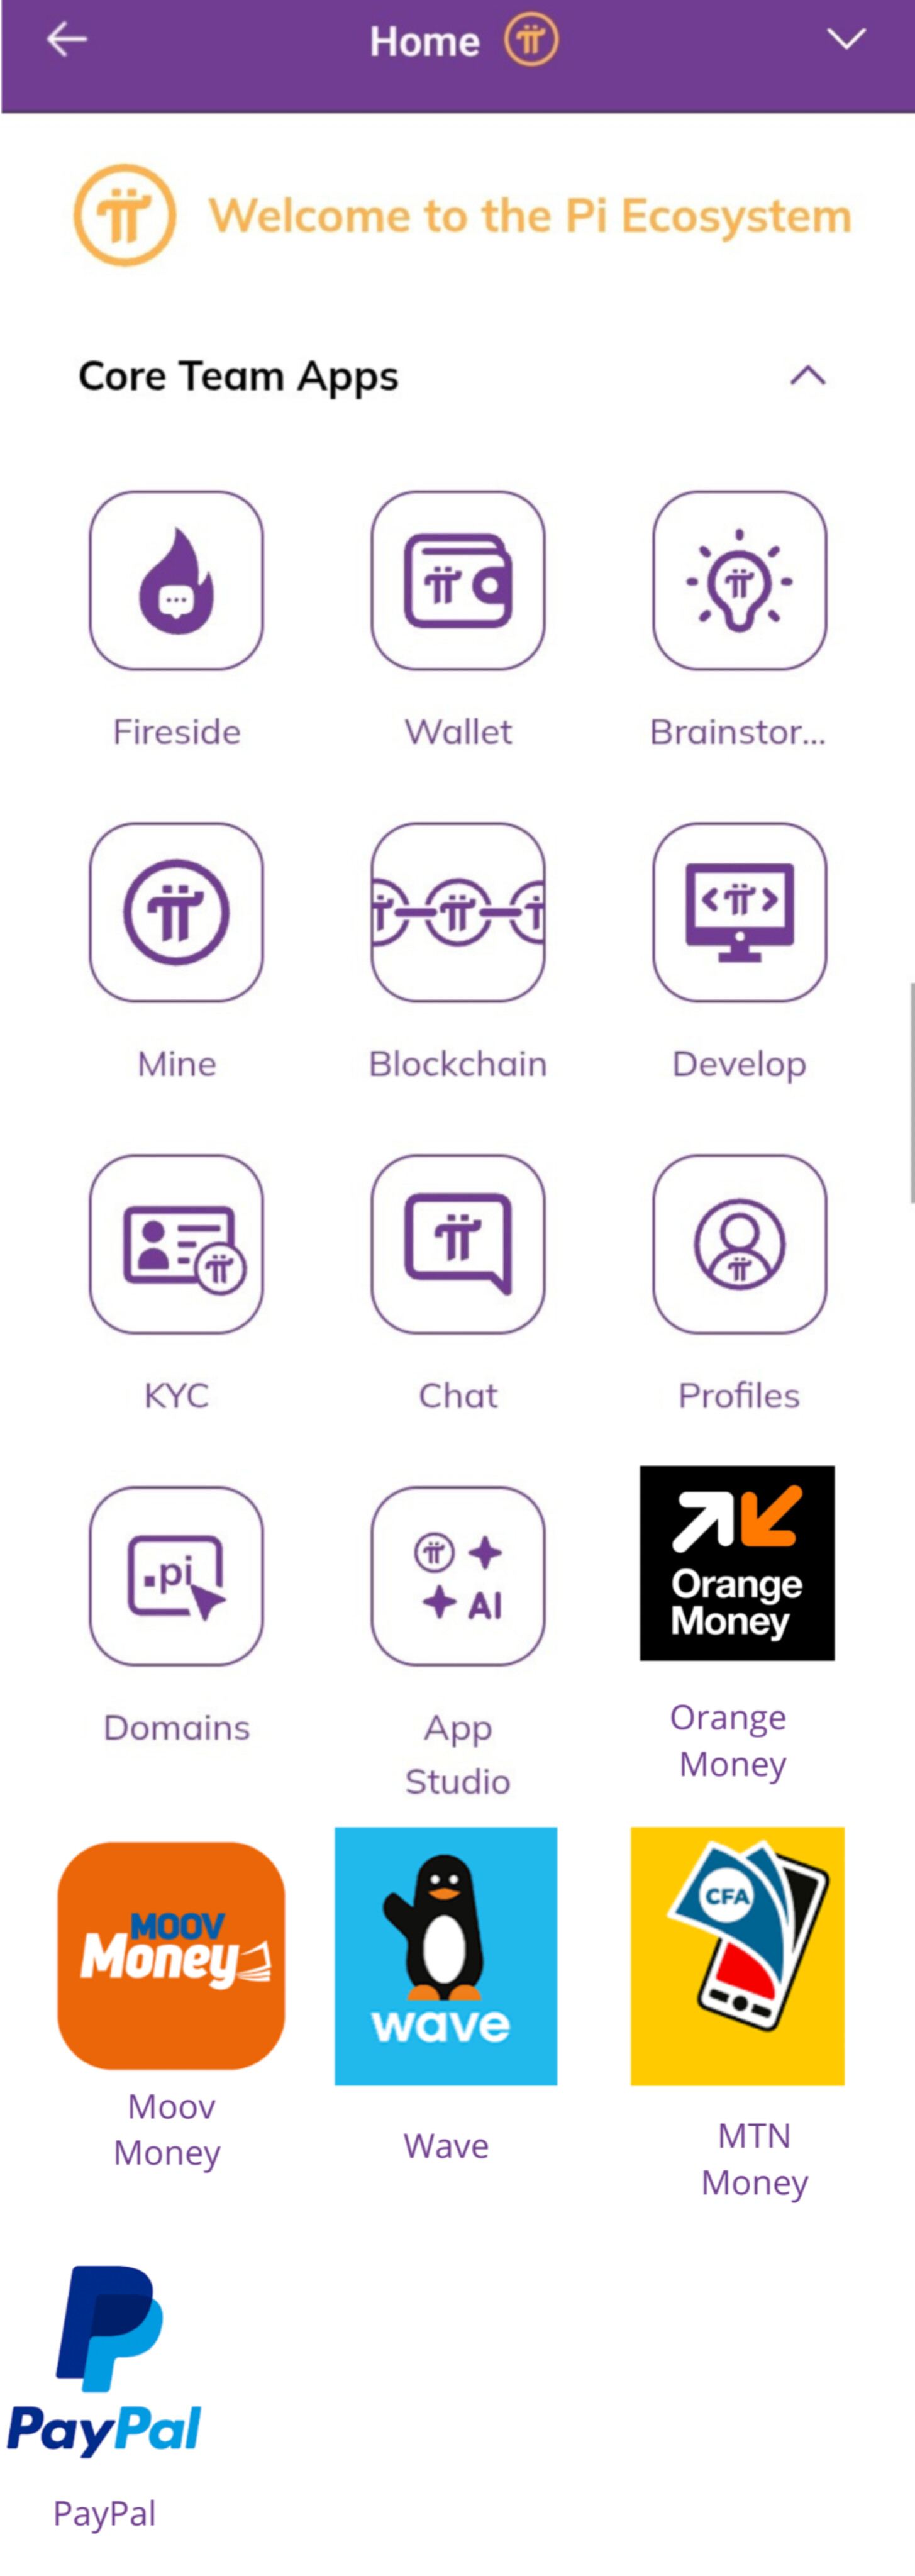 Home
Welcome to the Pi Ecosystem
Core Team Apps
Fireside
Wallet
Brainstor...
Mine
Blockchain
Develop
KYC
Chat
Profiles
.pi
AI
Orange
Money
Domains
App
Studio
Orange
Money
MOOV
Money
wave
CFA
Moov
Money
Wave
MTN
Money
PayPal
PayPal